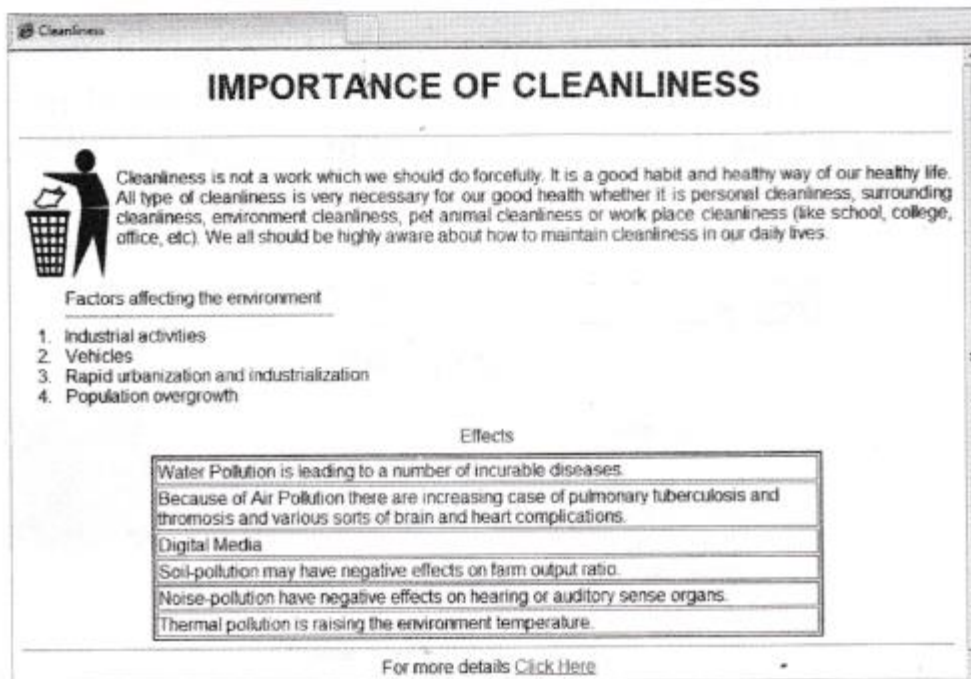 Cleanliness
IMPORTANCE OF CLEANLINESS
Cleanliness is not a work which we should do forcefully. It is a good habit and healthy way of our healthy life.
All type of cleanliness is very necessary for our good health whether it is personal cleanliness, surrounding
cleanliness, environment cleanliness, pet animal cleanliness or work place cleanliness (like school, college,
office, etc). We all should be highly aware about how to maintain cleanliness in our daily lives.
Factors affecting the environment
1. Industrial activities
2. Vehicles
3. Rapid urbanization and industrialization
4. Population overgrowth
Effects
Water Pollution is leading to a number of incurable diseases.
Because of Air Pollution there are increasing case of pulmonary tuberculosis and
thromosis and various sorts of brain and heart complications.
Digital Media
Soil-pollution may have negative effects on farm output ratio.
Noise-pollution have negative effects on hearing or auditory sense organs.
Thermal pollution is raising the environment temperature.
For more details Click Here